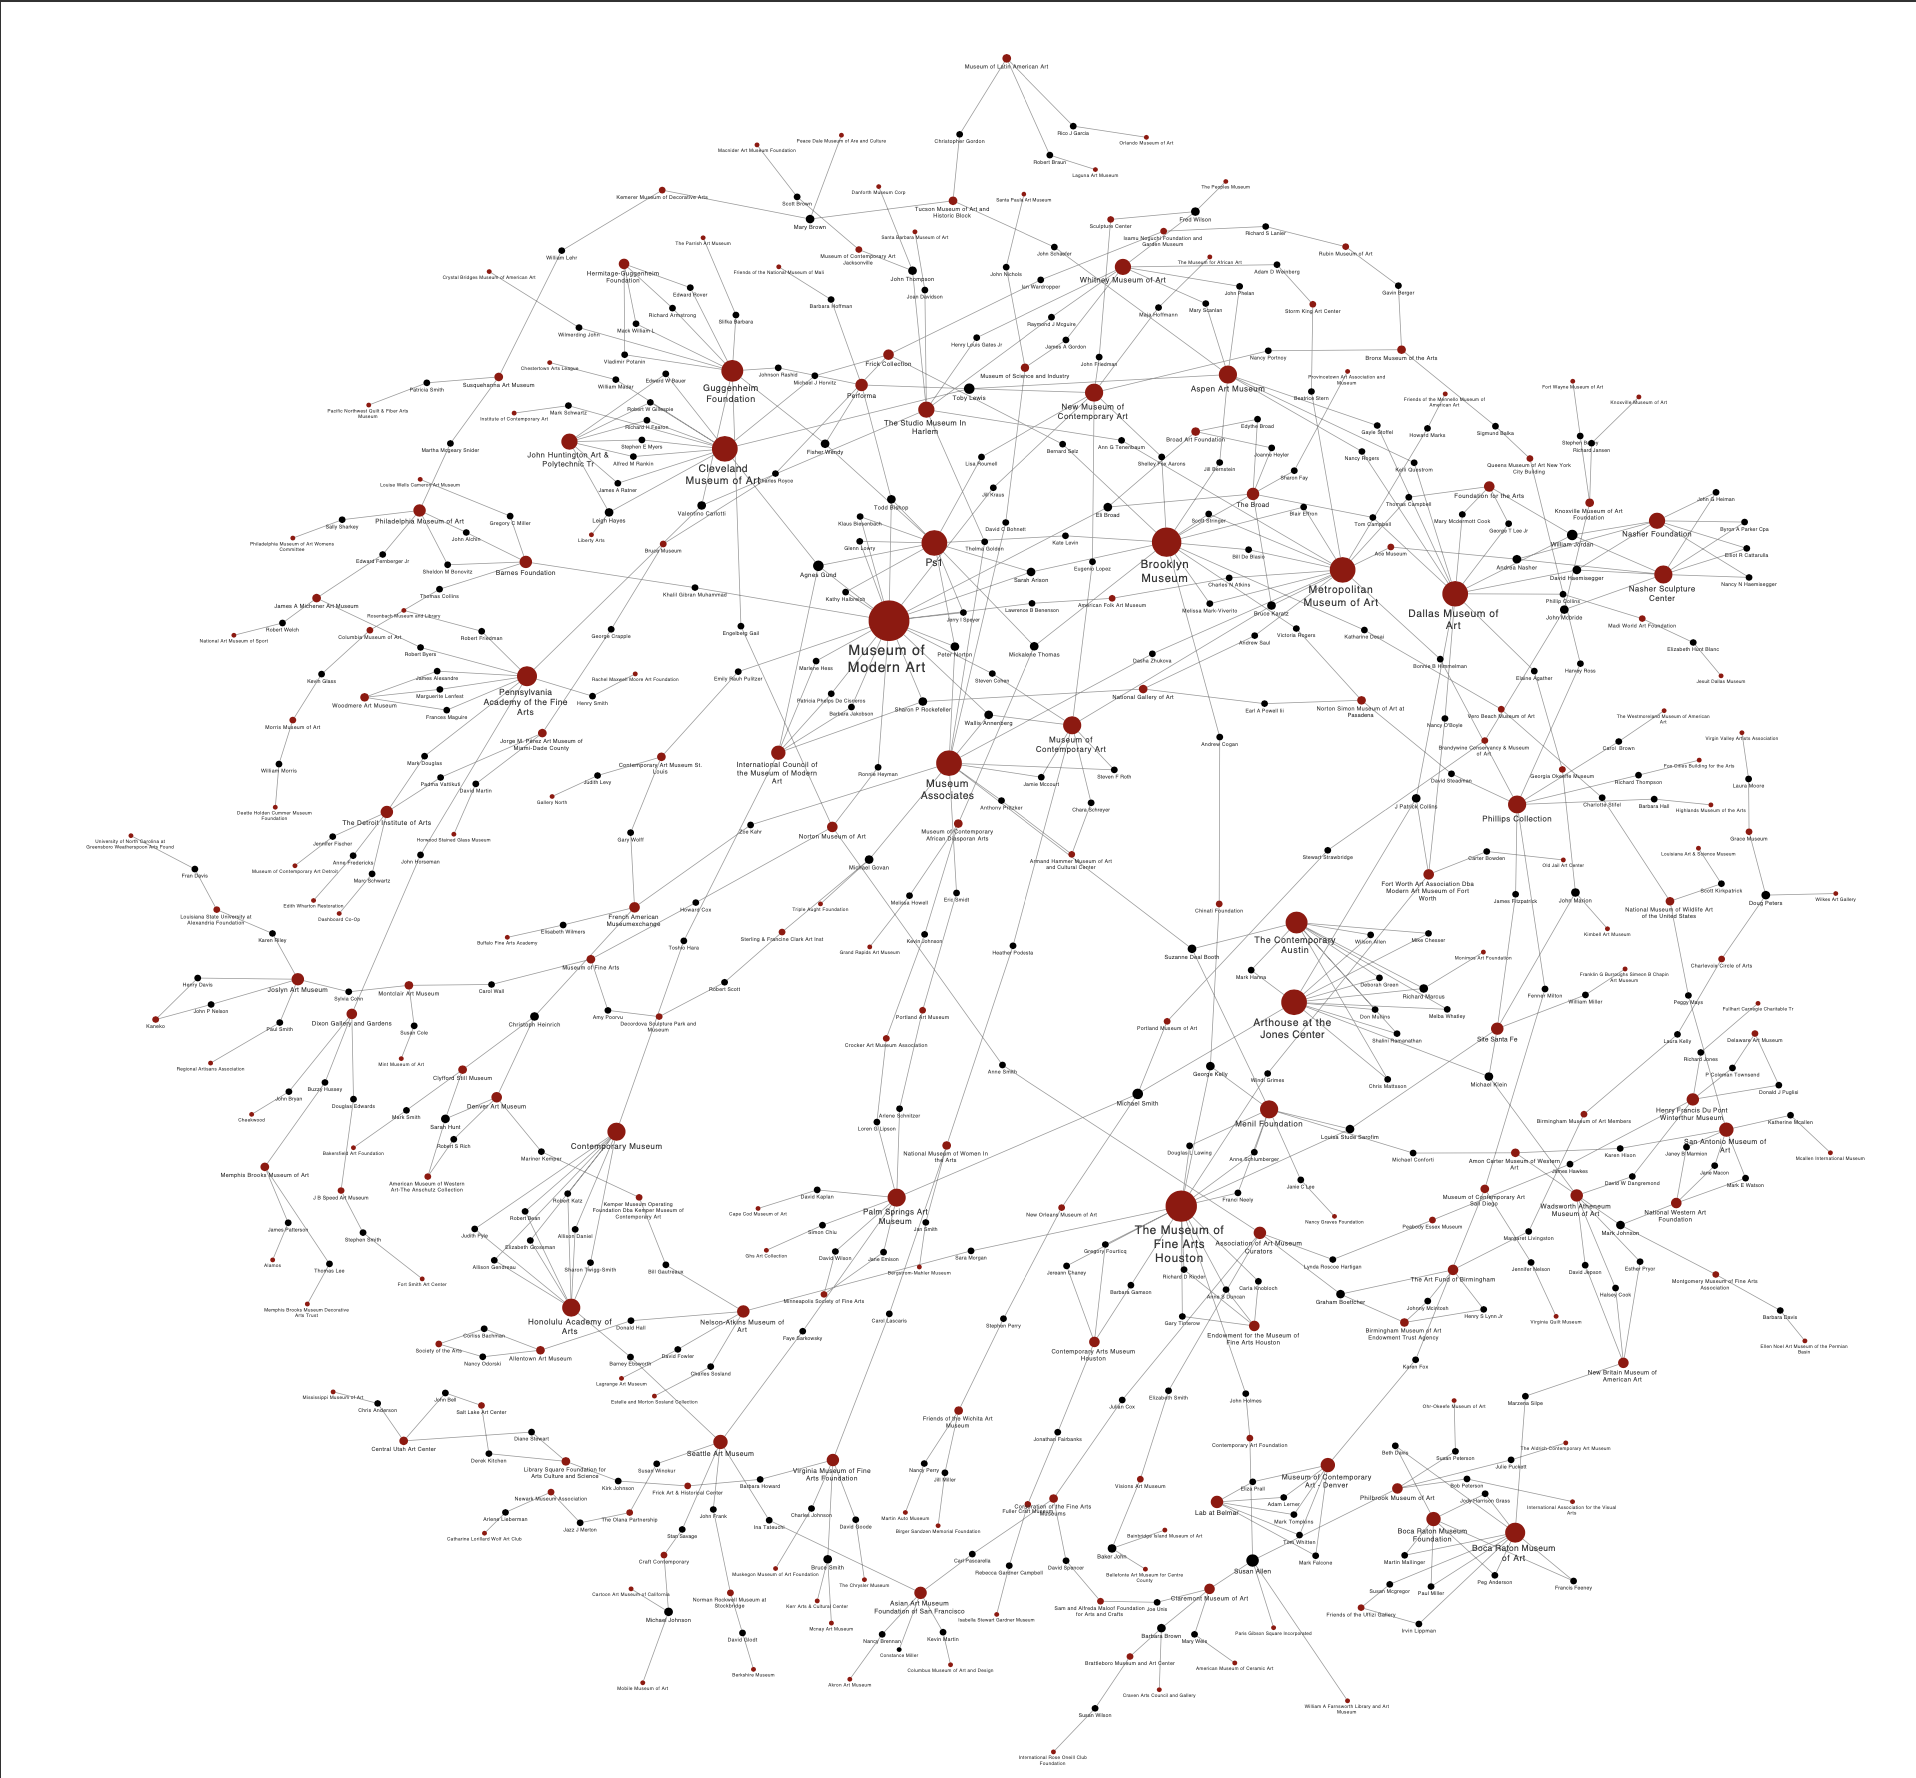 Museum of Latin American Art
Rico J Garcia
Orlando Museum of Art
Christopher Gordon
Robert Braun
Laguna Art Museum
Peace Dale Museum of Are and Culture
Macnider Art Museum Foundation
Danforth Museum Corp
The Peoples Museum
Kemerer Museum of Decorative Arts
Scott Brown
Mary Brown
Tucson Museum of Art and
Historic Block
Santa Paula Art Museum
Sculpture Center
Fred Wilson
Isamu Noguchi Foundation and
Garden Museum
Richard S Lanier
Rubin Museum of Art
The Parrish Art Museum
Santa Barbara Museum of Art
Museum of Contemporary Art
Jacksonville
John Schaefer
William Lehr
Crystal Bridges Museum of American Art
Hermitage-Guggenheim
Foundation
Friends of the National Museum of Mali
John Thompson
Joan Davidson
John Nichols
Ian Wardropper
Whitney Museum of Art
The Museum for African Art
Adam D Weinberg
Gavin Berger
Edward Rover
Richard Armstrong
Slifka Barbara
Barbara Hoffman
John Phelan
Mary Scanlan
Maja Hoffmann
Storm King Art Center
Wilmerding John
Mack William L
Vladimir Potanin
Raymond J Mcguire
James A Gordon
Henry Louis Gates Jr
John Friedman
Nancy Portnoy
Bronx Museum of the Arts
Chestertown Arts League
Guggenheim
Foundation
Johnson Rashid
Michael J Horvitz
Frick Collection
Performa
Toby Lewis
Museum of Science and Industry
New Museum of
Contemporary Art
Aspen Art Museum
Beatrice Stern
Provincetown Art Association and
Museum
Fort Wayne Museum of Art
Patricia Smith
Susquehanna Art Museum
Pacific Northwest Quilt & Fiber Arts
Museum
William Mader
Edward W Bauer
Institute of Contemporary Art
Mark Schwartz
Robert W Gillespie
Richard H Fearon
Stephen E Myers
Alfred M Rankin
John Huntington Art &
Polytechnic Tr
James A Ratner
Leigh Hayes
Liberty Arts
Cleveland
Museum of Art
Charles Royce
Fisher Wendy
The Studio Museum In
Harlem
Bernard Selz
Ann G Tenenbaum
Broad Art Foundation
Edythe Broad
Joanne Heyler
Shelley Fox Aarons
Jill Bernstein
Sharon Fay
Gayle Stoffel
Nancy Rogers
Friends of the Mennello Museum of
American Art
Howard Marks
Kelli Questrom
Sigmund Balka
Queens Museum of Art New York
City Building
Knoxville Museum of Art
Richard Jansen
Martha Mcgeary Snider
Louise Wells Cameron Art Museum
Philadelphia Museum of Art
Sally Sharkey
Philadelphia Museum of Art Womens
Committee
Gregory C Miller
John Alchin
Edward Fernberger Jr
Sheldon M Bonovitz
Barnes Foundation
Thomas Collins
Valentino Carlotti
Bruce Museum
Todd Bishop
Klaus Biesenbach
Glenn Lowry
Agnes Gund
Kathy Halbreich
Ps1
Lisa Roumell
Jill Kraus
David C Bohnett
Thelma Golden
Kate Levin
Sarah Arison
Eugenio Lopez
Eli Broad
Brooklyn
Museum
The Broad
Scott Stringer
Blair Effron
Bill De Blasio
Charles N Atkins
Melissa Mark-Viverito
Bruce Karatz
Tom Campbell
Thomas Campbell
Foundation for the Arts
Mary Mcdermott Cook
George T Lee Jr
Ace Museum
Metropolitan
Museum of Art
Andrea Nasher
William Jordan
David Haemisegger
Knoxville Museum of Art
Foundation
Nasher Foundation
John G Heiman
Byron A Parker Cpa
Elliot R Cattarulla
Nancy N Haemisegger
Nasher Sculpture
Center
Dallas Museum of
Art
Phillip Collins
John Mcbride
Madi World Art Foundation
Elizabeth Hunt Blanc
Jesuit Dallas Museum
James A Michener Art Museum
Rosenbach Museum and Library
Robert Welch
National Art Museum of Sport
Columbia Museum of Art
Robert Friedman
Robert Byers
Khalil Gibran Muhammad
George Crapple
Engelberg Gail
Museum of
Modern Art
Jerry I Speyer
Lawrence B Benenson
American Folk Art Museum
Mickalene Thomas
Peter Norton
Steven Cohen
Andrew Saul
Victoria Rogers
Katharine Desai
Dasha Zhukova
Bonnie B Himmelman
Elaine Agather
Harvey Ross
Kevin Glass
James Alexandre
Marguerite Lenfest
Woodmere Art Museum
Frances Maguire
Pennsylvania
Academy of the Fine
Arts
Rachel Maxwell Moore Art Foundation
Henry Smith
Emily Rauh Pulitzer
Marlene Hess
Patricia Phelps De Cisneros
Barbara Jakobson
Sharon P Rockefeller
National Gallery of Art
Wallis Annenberg
Earl A Powell Iii
Norton Simon Museum of Art at
Pasadena
Nancy O'Boyle
Vero Beach Museum of Art
Brandywine Conservancy & Museum
of Art
Morris Museum of Art
Jorge M. Perez Art Museum of
Miami-Dade County
Mark Douglas
Padma Vattikuti
David Martin
William Morris
Contemporary Art Museum St.
Louis
Judith Levy
Gallery North
International Council of
the Museum of Modern
Art
Ronnie Heyman
Museum of
Contemporary Art
Museum
Associates
Jamie Mccourt
Steven F Roth
Chara Schreyer
Anthony Pritzker
Andrew Cogan
David Steadman
Georgia Okeeffe Museum
Carol Brown
The Westmoreland Museum of American
Art
Richard Thompson
Fox Cities Building for the Arts
Virgin Valley Artists Association
Laura Moore
Charlotte Stifel
Barbara Hall
Highlands Museum of the Arts
Phillips Collection
J Patrick Collins
Grace Museum
The Detroit Institute of Arts
Jennifer Fischer
Anne Fredericks
Marc Schwartz
Museum of Contemporary Art Detroit
Edith Wharton Restoration
Dashboard Co-Op
John Horseman
Gary Wolff
Zoe Kahr
Norton Museum of Art
Museum of Contemporary
African Diasporan Arts
Armand Hammer Museum of Art
and Cultural Center
Michael Govan
Melissa Howell
Eric Smidt
Stewart Strawbridge
Carter Bowden
Old Jail Art Center
Fort Worth Art Association Dba
Modern Art Museum of Fort
Worth
James Fitzpatrick
John Marion
Kimbell Art Museum
Louisiana Art & Science Museum
Scott Kirkpatrick
National Museum of Wildlife Art
of the United States
Doug Peters
Wilkes Art Gallery
University of North Carolina at
Greensboro Weatherspoon Arts Found
Fran Davis
Louisiana State University at
Alexandria Foundation
Karen Riley
Buffalo Fine Arts Academy
Elisabeth Wilmers
French American
Museumexchange
Howard Cox
Toshio Hara
Triple Aught Foundation
Sterling & Francine Clark Art Inst
Grand Rapids Art Museum
Kevin Johnson
Heather Podesta
Chinati Foundation
Suzanne Deal Booth
The Contemporary
Austin
Wilson Allen
Mike Chesser
Mark Hanna
Deborah Green
Richard Marcus
Monimos Art Foundation
Don Mullins
Melba Whatley
Shalini Ramanathan
Arthouse at the
Jones Center
Chris Mattsson
Fenner Milton
William Miller
Franklin G Burroughs Simeon B Chapin
Art Museum
Charlevoix Circle of Arts
Site Santa Fe
Peggy Mays
Henry Davis
John P Nelson
Kaneko
Joslyn Art Museum
Paul Smith
Regional Artisans Association
Sylvia Cohn
Dixon Gallery and Gardens
Montclair Art Museum
Susan Cole
Mint Museum of Art
Carol Wall
Museum of Fine Arts
Amy Poorvu
Decordova Sculpture Park and
Museum
Robert Scott
Christoph Heinrich
Portland Art Museum
Crocker Art Museum Association
Anne Smith
Portland Museum of Art
George Kelly
Windi Grimes
Michael Smith
Michael Klein
Laura Kelly
Fullhart Carnegie Charitable Tr
Delaware Art Museum
Richard Jones
P Coleman Townsend
Donald J Puglisi
Buzzy Hussey
John Bryan
Cheekwood
Douglas Edwards
Bakersfield Art Foundation
Clyfford Still Museum
Mark Smith
Denver Art Museum
Sarah Hunt
Robert S Rich
American Museum of Western
Art-The Anschutz Collection
Mariner Kemper
Contemporary Museum
Arlene Schnitzer
Loren G Lipson
National Museum of Women In
the Arts
Menil Foundation
Louisa Stude Sarofim
Douglas L Lawing
Anne Schlumberger
Franci Neely
Janie C Lee
Nancy Graves Foundation
Michael Conforti
Birmingham Museum of Art Members
Amon Carter Museum of Western
Art
Karen Hixon
James Hawkes
Henry Francis Du Pont
Winterthur Museum
San Antonio Museum of
Art
Katherine Mcallen
Mcallen International Museum
Janey B Marmion
Jane Macon
Mark E Watson
David W Dangremond
National Western Art
Foundation
Memphis Brooks Museum of Art
J B Speed Art Museum
James Patterson
Alamos
Thomas Lee
Memphis Brooks Museum Decorative
Arts Trust
Stephen Smith
Fort Smith Art Center
Robert Katz
Robert Bean
Judith Pyle
Elizabeth Grossman
Allison Daniel
Allison Gendreau
Sharon Twigg-Smith
Honolulu Academy of
Arts
Kemper Museum Operating
Foundation Dba Kemper Museum of
Contemporary Art
Bill Gautreaux
David Kaplan
Cape Cod Museum of Art
Simon Chiu
Ghs Art Collection
David Wilson
Jane Emison
Palm Springs Art
Museum
Jan Smith
Bergstrom-Mahler Museum
Minneapolis Society of Fine Arts
Sara Morgan
New Orleans Museum of Art
The Museum of
Fine Arts
Houston
Gregory Fourticq
Jereann Chaney
Barbara Gamson
Richard D Kinder
Gary Tinterow
Anne S Duncan
Carla Knobloch
Endowment for the Museum of
Fine Arts Houston
Association of Art Museum
Curators
Lynda Roscoe Hartigan
Graham Boettcher
Peabody Essex Museum
Museum of Contemporary Art
San Diego
Margaret Livingston
The Art Fund of Birmingham
Johnny Mcintosh
Henry S Lynn Jr
Birmingham Museum of Art
Endowment Trust Agency
Jennifer Nelson
Virginia Quilt Museum
Wadsworth Atheneum
Museum of Art
Mark Johnson
David Jepson
Esther Pryor
Halsey Cook
Montgomery Museum of Fine Arts
Association
Barbara Davis
Ellen Noel Art Museum of the Permian
Basin
New Britain Museum of
American Art
Corliss Bachman
Society of the Arts
Nancy Odorski
Allentown Art Museum
Donald Hall
Barney Ebsworth
David Fowler
Lagrange Art Museum
Charles Sosland
Estelle and Morton Sosland Collection
Nelson-Atkins Museum of
Art
Faye Sarkowsky
Carol Lascaris
Stephen Perry
Contemporary Arts Museum
Houston
Julian Cox
Elizabeth Smith
John Holmes
Karen Fox
Marzena Silpe
Mississippi Museum of Art
Chris Anderson
John Bell
Salt Lake Art Center
Central Utah Art Center
Diane Stewart
Derek Kitchen
Library Square Foundation for
Arts Culture and Science
Kirk Johnson
Newark Museum Association
Arlene Lieberman
Catharine Lorillard Wolf Art Club
Jazz J Merton
The Olana Partnership
Susan Winokur
Frick Art & Historical Center
Seattle Art Museum
Barbara Howard
Virginia Museum of Fine
Arts Foundation
Friends of the Wichita Art
Museum
Nancy Perry
Jill Miller
Martin Auto Museum
Birger Sandzen Memorial Foundation
Jonathan Fairbanks
Fuller Craft Museum
Corporation of the Fine Arts
Museums
Visions Art Museum
Contemporary Art Foundation
Eliza Prall
Lab at Belmar
Adam Lerner
Mark Tompkins
Tom Whitten
Mark Falcone
Museum of Contemporary
Art - Denver
Ohr-Okeefe Museum of Art
Beth Davis
Susan Peterson
Julie Puckett
The Aldrich Contemporary Art Museum
Bob Peterson
Philbrook Museum of Art
Jody Harrison Grass
International Association for the Visual
Arts
Boca Raton Museum
Foundation
Boca Raton Museum
of Art
Martin Mallinger
Susan Mcgregor
Paul Miller
Peg Anderson
Francis Feeney
Friends of the Uffizi Gallery
Irvin Lippman
Stan Savage
John Frank
Ina Tateuchi
Charles Johnson
David Goode
Muskegon Museum of Art Foundation
Bruce Smith
The Chrysler Museum
Kerr Arts & Cultural Center
Mcnay Art Museum
Craft Contemporary
Cartoon Art Museum of California
Michael Johnson
Mobile Museum of Art
Norman Rockwell Museum at
Stockbridge
David Glodt
Berkshire Museum
Asian Art Museum
Foundation of San Francisco
Nancy Brennan
Constance Miller
Kevin Martin
Akron Art Museum
Columbus Museum of Art and Design
Carl Pascarella
Rebecca Gardner Campbell
Isabella Stewart Gardner Museum
David Spencer
Bainbridge Island Museum of Art
Baker John
Bellefonte Art Museum for Centre
County
Susan Allen
Claremont Museum of Art
Sam and Alfreda Maloof Foundation
for Arts and Crafts
Joe Unis
Barbara Brown
Mary Wies
Paris Gibson Square Incorporated
Brattleboro Museum and Art Center
American Museum of Ceramic Art
Craven Arts Council and Gallery
William A Farnsworth Library and Art
Museum
Susan Wilson
International Rose Oneill Club
Foundation